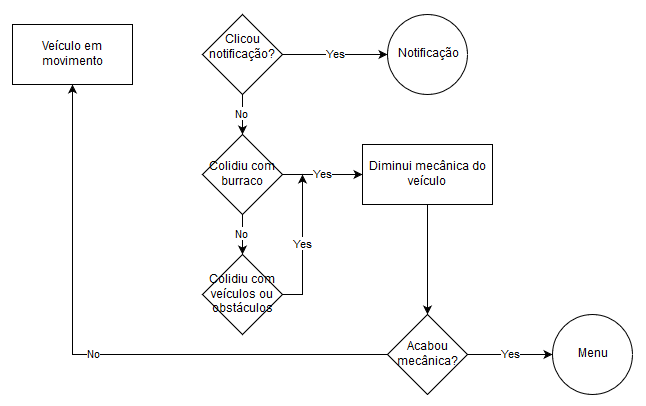 Veículo em
movimento
Clicou
notificação?
Yes
Notificação
No
Colidiu com
burraco
Yes
Diminui mecânica do
veículo
No
Yes
Colidiu com
veículos ou
obstáculos
No
Acabou
mecânica?
Yes
Menu